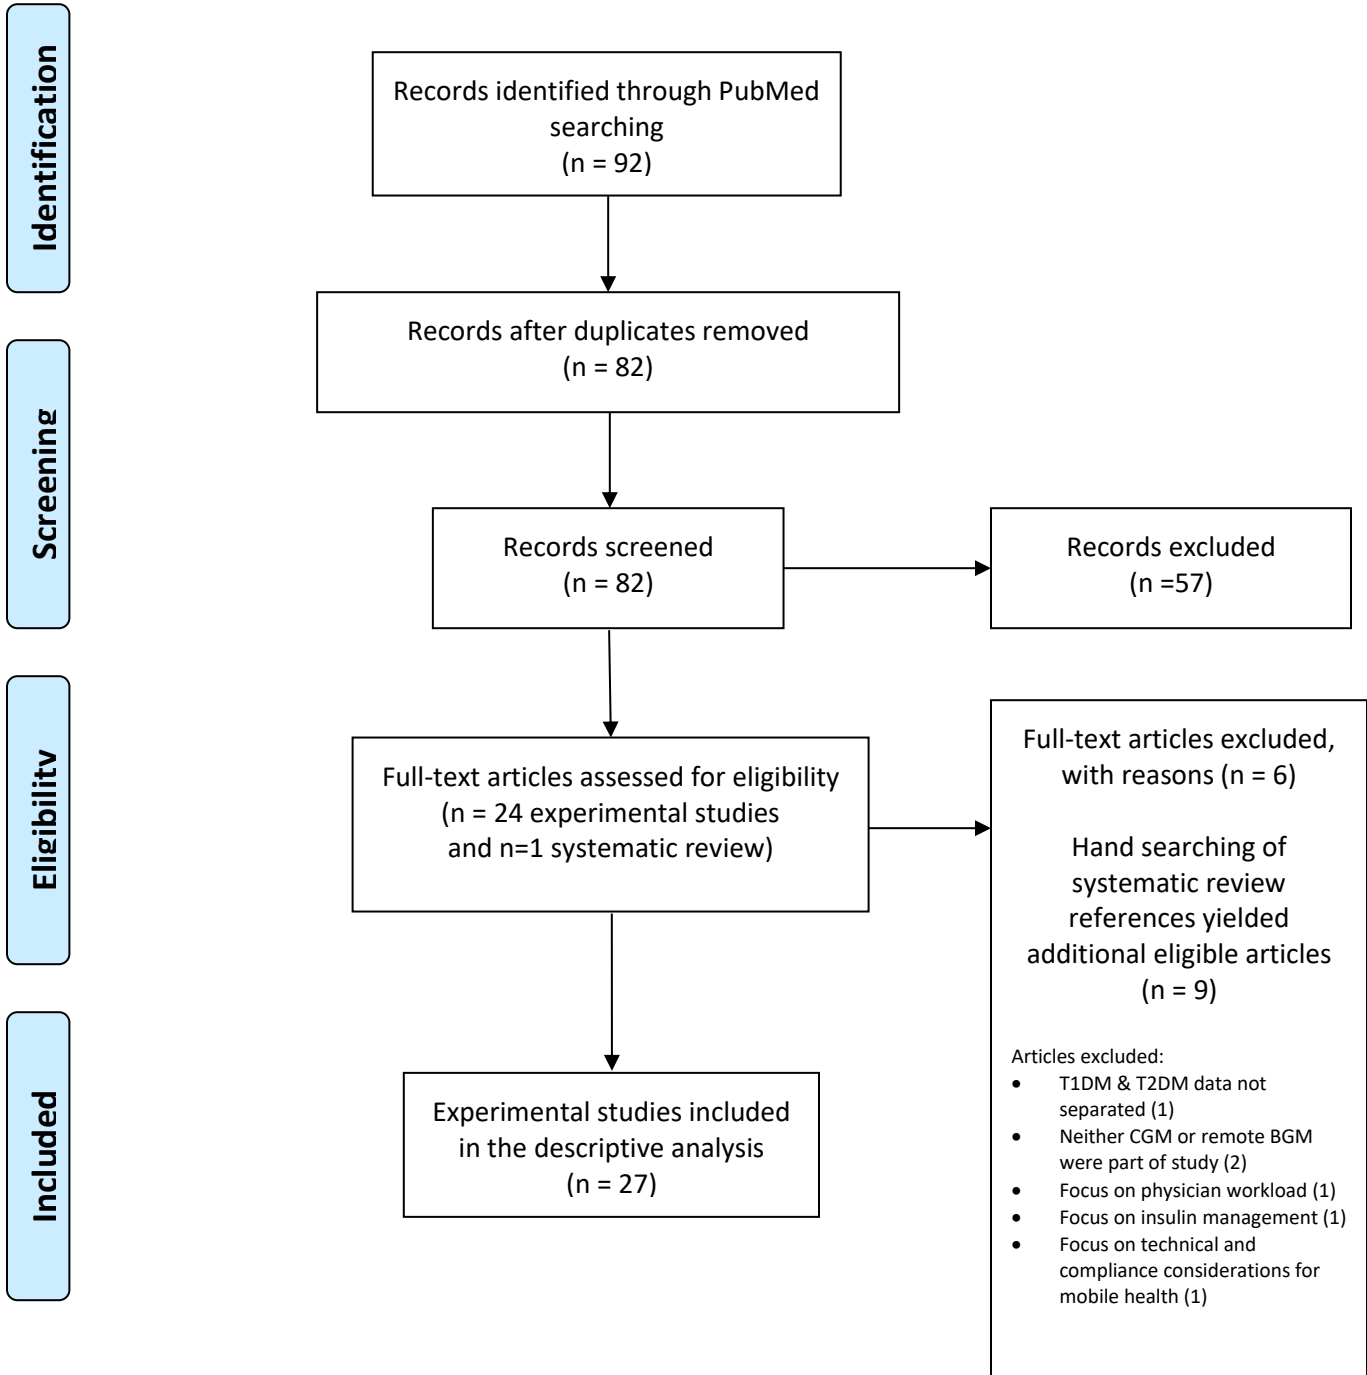 Identification
Records identified through PubMed
searching
(n = 92)
Records after duplicates removed
(n = 82)
Screening
Records screened
(n = 82)
Records excluded
(n =57)
Eligibility
Full-text articles assessed for eligibility
(n = 24 experimental studies
and n=1 systematic review)
Full-text articles excluded,
with reasons (n = 6)
Hand searching of
systematic review
references yielded
additional eligible articles
(n = 9)
Articles excluded:
• T1DM & T2DM data not
separated (1)
• Neither CGM or remote BGM
were part of study (2)
• Focus on physician workload (1)
• Focus on insulin management (1)
• Focus on technical and
compliance considerations for
mobile health (1)
Included
Experimental studies included
in the descriptive analysis
(n = 27)